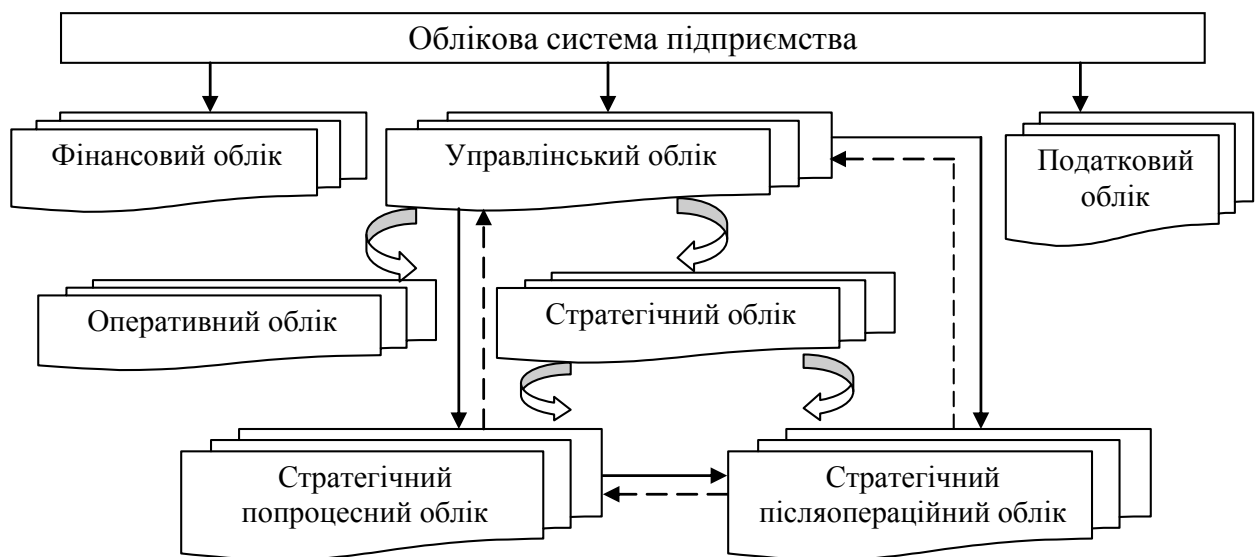 Облікова система підприємства
Фінансовий облік
Управлінський облік
Податковий
облік
Оперативний облік
Стратегічний облік
Стратегічний
попроцесний облік
Стратегічний
післяопераційний облік